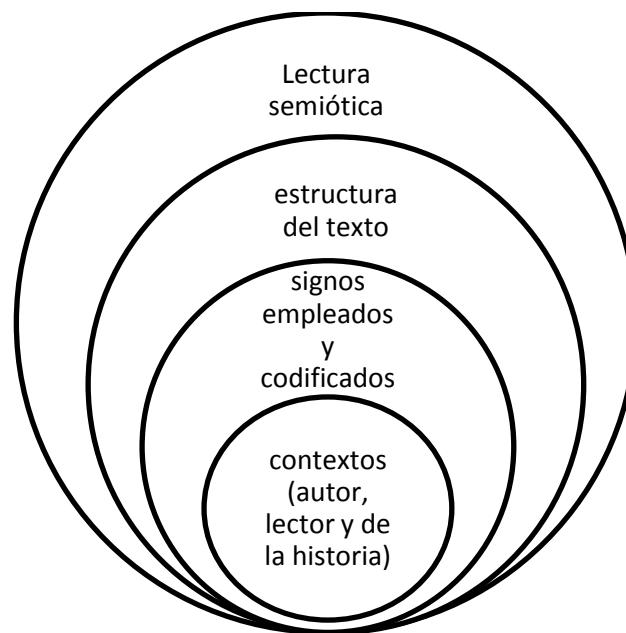 Lectura
semiótica
estructura
del texto
signos
empleados
y
codificados
contextos
(autor,
lector y de
la historia)